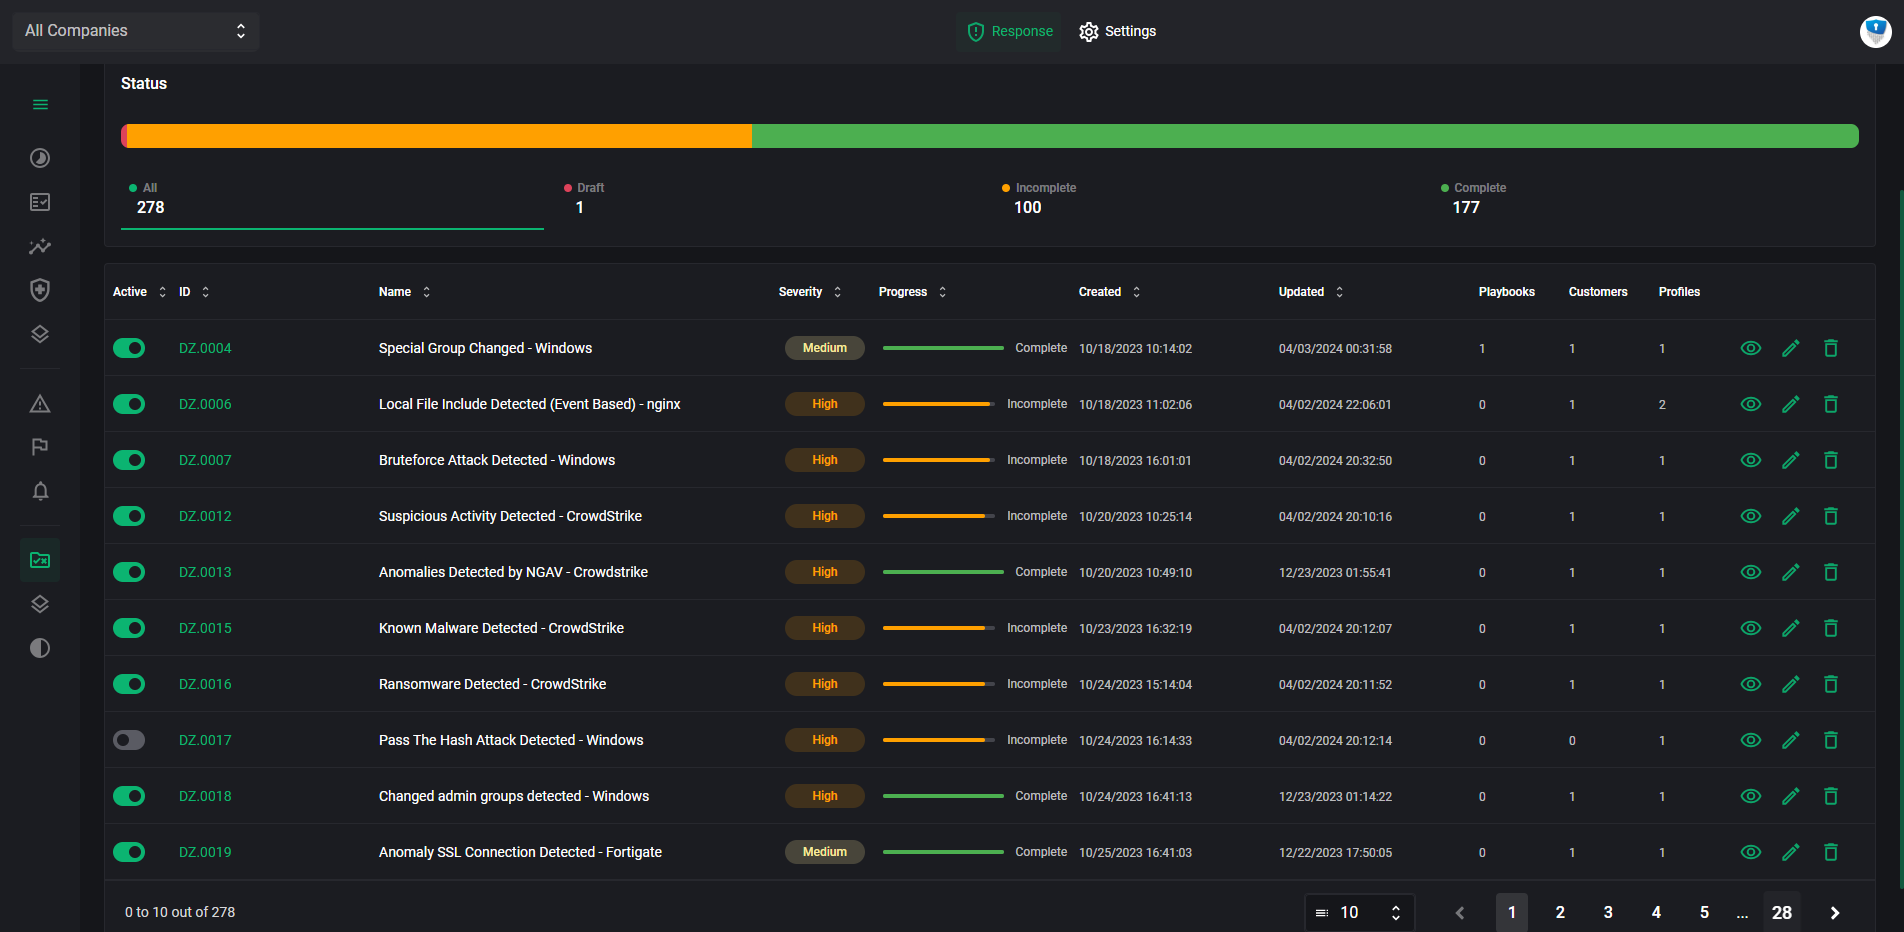 All Companies Response Settings
Status
All Draft Incomplete Complete
278 1 100 177
Active ID Name Severity Progress Created Updated Playbooks Customers Profiles
DZ.0004 Special Group Changed - Windows Medium Complete 10/18/2023 10:14:02 04/03/2024 00:31:58 1 1 1
DZ.0006 Local File Include Detected (Event Based) - nginx High Incomplete 10/18/2023 11:02:06 04/02/2024 22:06:01 0 1 2
DZ.0007 Bruteforce Attack Detected - Windows High Incomplete 10/18/2023 16:01:01 04/02/2024 20:32:50 0 1 1
DZ.0012 Suspicious Activity Detected - CrowdStrike High Incomplete 10/20/2023 10:25:14 04/02/2024 20:10:16 0 1 1
DZ.0013 Anomalies Detected by NGAV - Crowdstrike High Complete 10/20/2023 10:49:10 12/23/2023 01:55:41 0 1 1
DZ.0015 Known Malware Detected - CrowdStrike High Incomplete 10/23/2023 16:32:19 04/02/2024 20:12:07 0 1 1
DZ.0016 Ransomware Detected - CrowdStrike High Incomplete 10/24/2023 15:14:04 04/02/2024 20:11:52 0 1 1
DZ.0017 Pass The Hash Attack Detected - Windows High Incomplete 10/24/2023 16:14:33 04/02/2024 20:12:14 0 0 1
DZ.0018 Changed admin groups detected - Windows High Complete 10/24/2023 16:41:13 12/23/2023 01:14:22 0 1 1
DZ.0019 Anomaly SSL Connection Detected - Fortigate Medium Complete 10/25/2023 16:41:03 12/22/2023 17:50:05 0 1 1
0 to 10 out of 278 10 1 2 3 4 5 ... 28